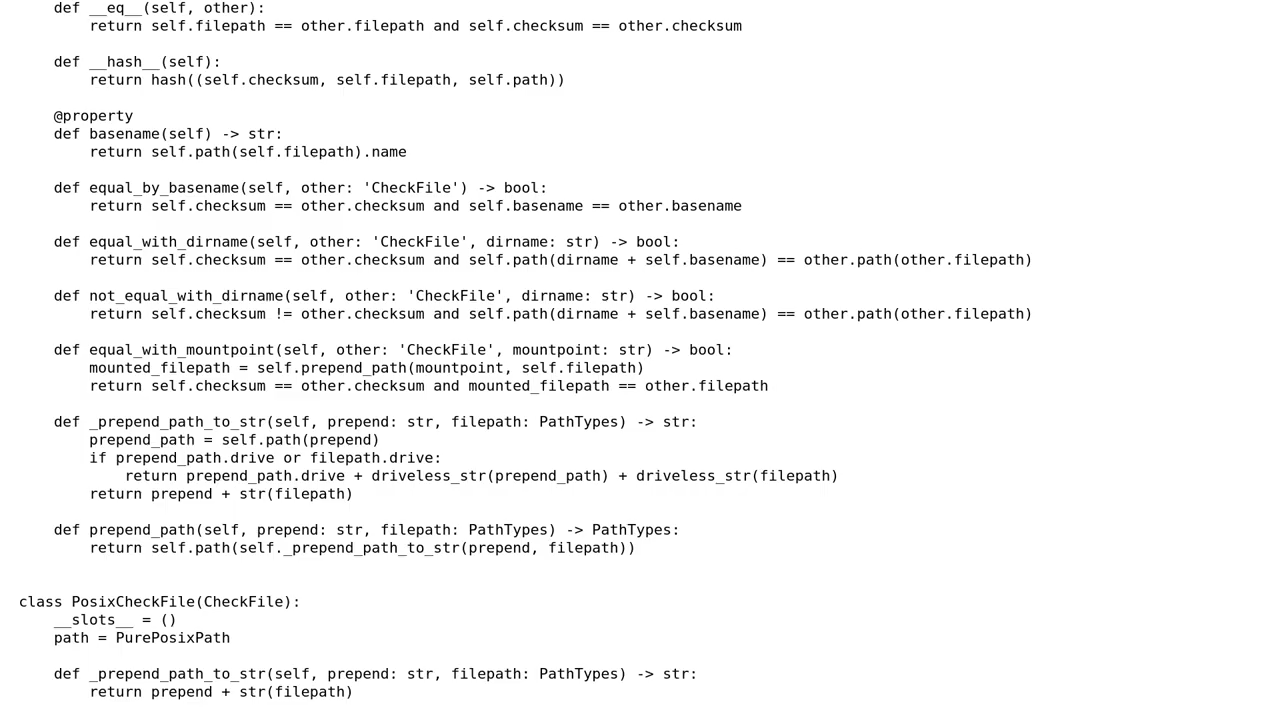 def __eq__(self, other):
return self.filepath == other.filepath and self.checksum == other.checksum
def __hash__(self):
return hash((self.checksum, self.filepath, self.path))
@property
def basename(self) -> str:
return self.path(self.filepath).name
def equal_by_basename(self, other: 'CheckFile') -> bool:
return self.checksum == other.checksum and self.basename == other.basename
def equal_with_dirname(self, other: 'CheckFile', dirname: str) -> bool:
return self.checksum == other.checksum and self.path(dirname + self.basename) == other.path(other.filepath)
def not_equal_with_dirname(self, other: 'CheckFile', dirname: str) -> bool:
return self.checksum != other.checksum and self.path(dirname + self.basename) == other.path(other.filepath)
def equal_with_mountpoint(self, other: 'CheckFile', mountpoint: str) -> bool:
mounted_filepath = self.prepend_path(mountpoint, self.filepath)
return self.checksum == other.checksum and mounted_filepath == other.filepath
def _prepend_path_to_str(self, prepend: str, filepath: PathTypes) -> str:
prepend_path = self.path(prepend)
if prepend_path.drive or filepath.drive:
return prepend_path.drive + driveless_str(prepend_path) + driveless_str(filepath)
return prepend + str(filepath)
def prepend_path(self, prepend: str, filepath: PathTypes) -> PathTypes:
return self.path(self._prepend_path_to_str(prepend, filepath))
class PosixCheckFile(CheckFile):
__slots__ = ()
path = PurePosixPath
def _prepend_path_to_str(self, prepend: str, filepath: PathTypes) -> str:
return prepend + str(filepath)